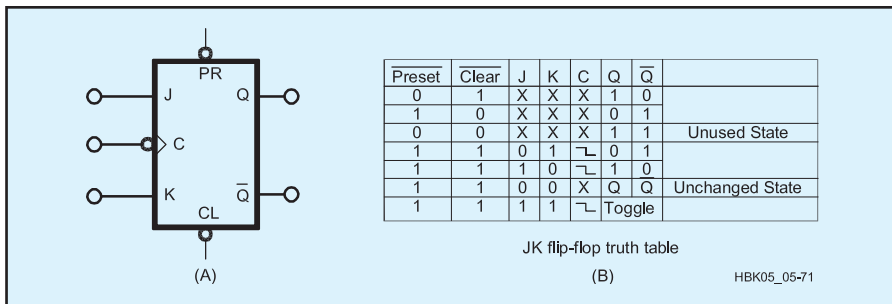 PR
J Q
C
K Q̅
CL
(A)
P̅r̅e̅s̅e̅t̅ C̅l̅e̅a̅r̅ J K C Q Q̅
0 1 X X X 1 0
1 0 X X X 0 1
0 0 X X X 1 1 Unused State
1 1 0 1 0 1
1 1 1 0 1 0
1 1 0 0 X Q Q̅ Unchanged State
1 1 1 1 Toggle
JK flip-flop truth table
(B)
HBK05_05-71